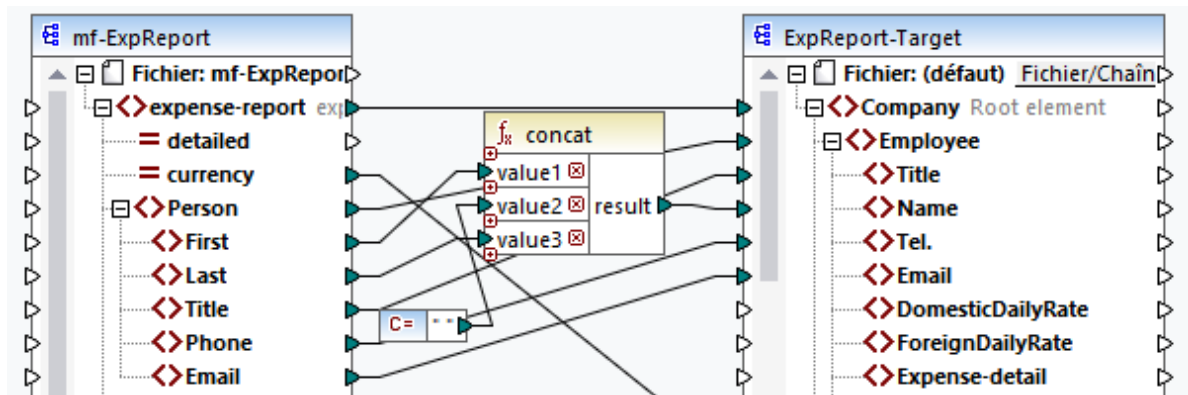 mf-ExpReport
Fichier: mf-ExpRepor
expense-report exp
detailed
currency
Person
First
Last
Title
Phone
Email
fx concat
value1
value2
value3
result
C= " "
ExpReport-Target
Fichier: (défaut) Fichier/Chaîn
Company Root element
Employee
Title
Name
Tel.
Email
DomesticDailyRate
ForeignDailyRate
Expense-detail